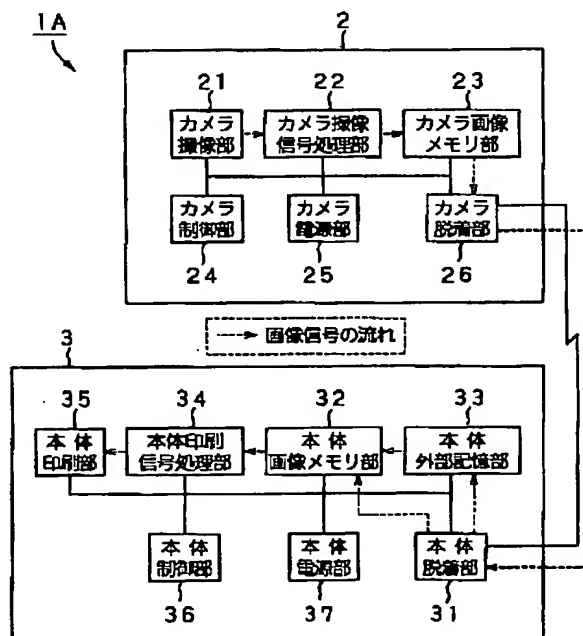 1A
2
21 22 23
カメラ カメラ撮像 カメラ画像
撮像部 信号処理部 メモリ部
カメラ カメラ カメラ
制御部 電源部 脱着部
24 25 26
画像信号の流れ
3
35 34 32 33
本体 本体印刷 本体 本体
印刷部 信号処理部 画像メモリ部 外部記憶部
本体 本体 本体
制御部 電源部 脱着部
36 37 31